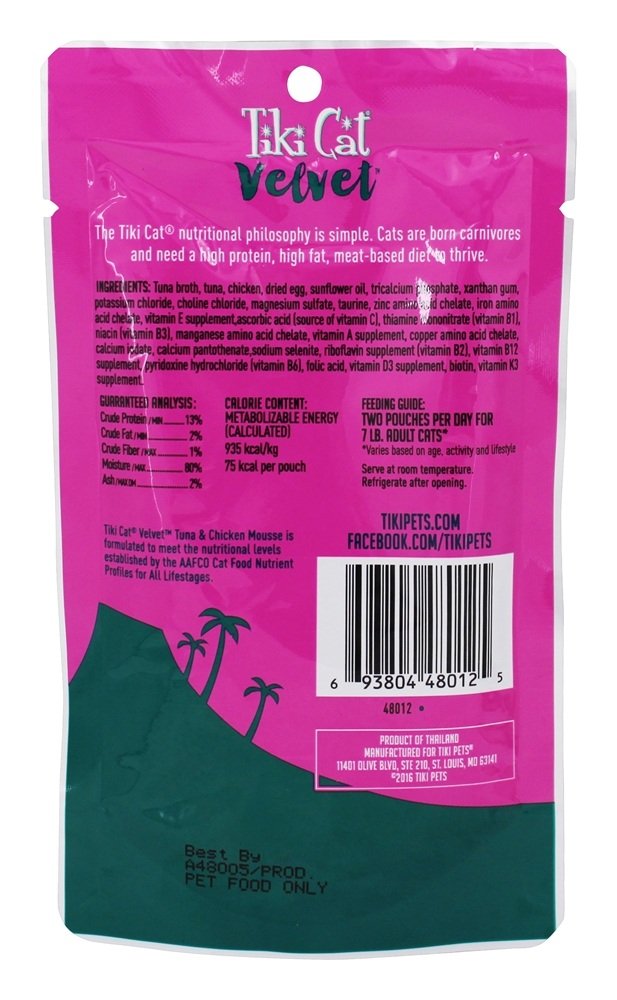 Tiki Cat®
Velvet™
The Tiki Cat® nutritional philosophy is simple. Cats are born carnivores
and need a high protein, high fat, meat-based diet to thrive.
INGREDIENTS: Tuna broth, tuna, chicken, dried egg, sunflower oil, tricalcium phosphate, xanthan gum,
potassium chloride, choline chloride, magnesium sulfate, taurine, zinc amino acid chelate, iron amino
acid chelate, vitamin E supplement,ascorbic acid (source of vitamin C), thiamine mononitrate (vitamin B1),
niacin (vitamin B3), manganese amino acid chelate, vitamin A supplement, copper amino acid chelate,
calcium iodate, calcium pantothenate,sodium selenite, riboflavin supplement (vitamin B2), vitamin B12
supplement, pyridoxine hydrochloride (vitamin B6), folic acid, vitamin D3 supplement, biotin, vitamin K3
supplement.
GUARANTEED ANALYSIS:
Crude Protein/MIN 13%
Crude Fat/MIN 2%
Crude Fiber/MAX 1%
Moisture/MAX 80%
Ash/MAX DM 2%
CALORIE CONTENT:
METABOLIZABLE ENERGY
(CALCULATED)
935 kcal/kg
75 kcal per pouch
FEEDING GUIDE:
TWO POUCHES PER DAY FOR
7 LB. ADULT CATS*
*Varies based on age, activity and lifestyle
Serve at room temperature.
Refrigerate after opening.
Tiki Cat® Velvet™ Tuna & Chicken Mousse is
formulated to meet the nutritional levels
established by the AAFCO Cat Food Nutrient
Profiles for All Lifestages.
TIKIPETS.COM
FACEBOOK.COM/TIKIPETS
6 93804 48012 5
48012 •
PRODUCT OF THAILAND
MANUFACTURED FOR TIKI PETS®
11401 OLIVE BLVD, STE 210, ST. LOUIS, MO 63141
©2016 TIKI PETS
Best By
A48005/PROD.
PET FOOD ONLY